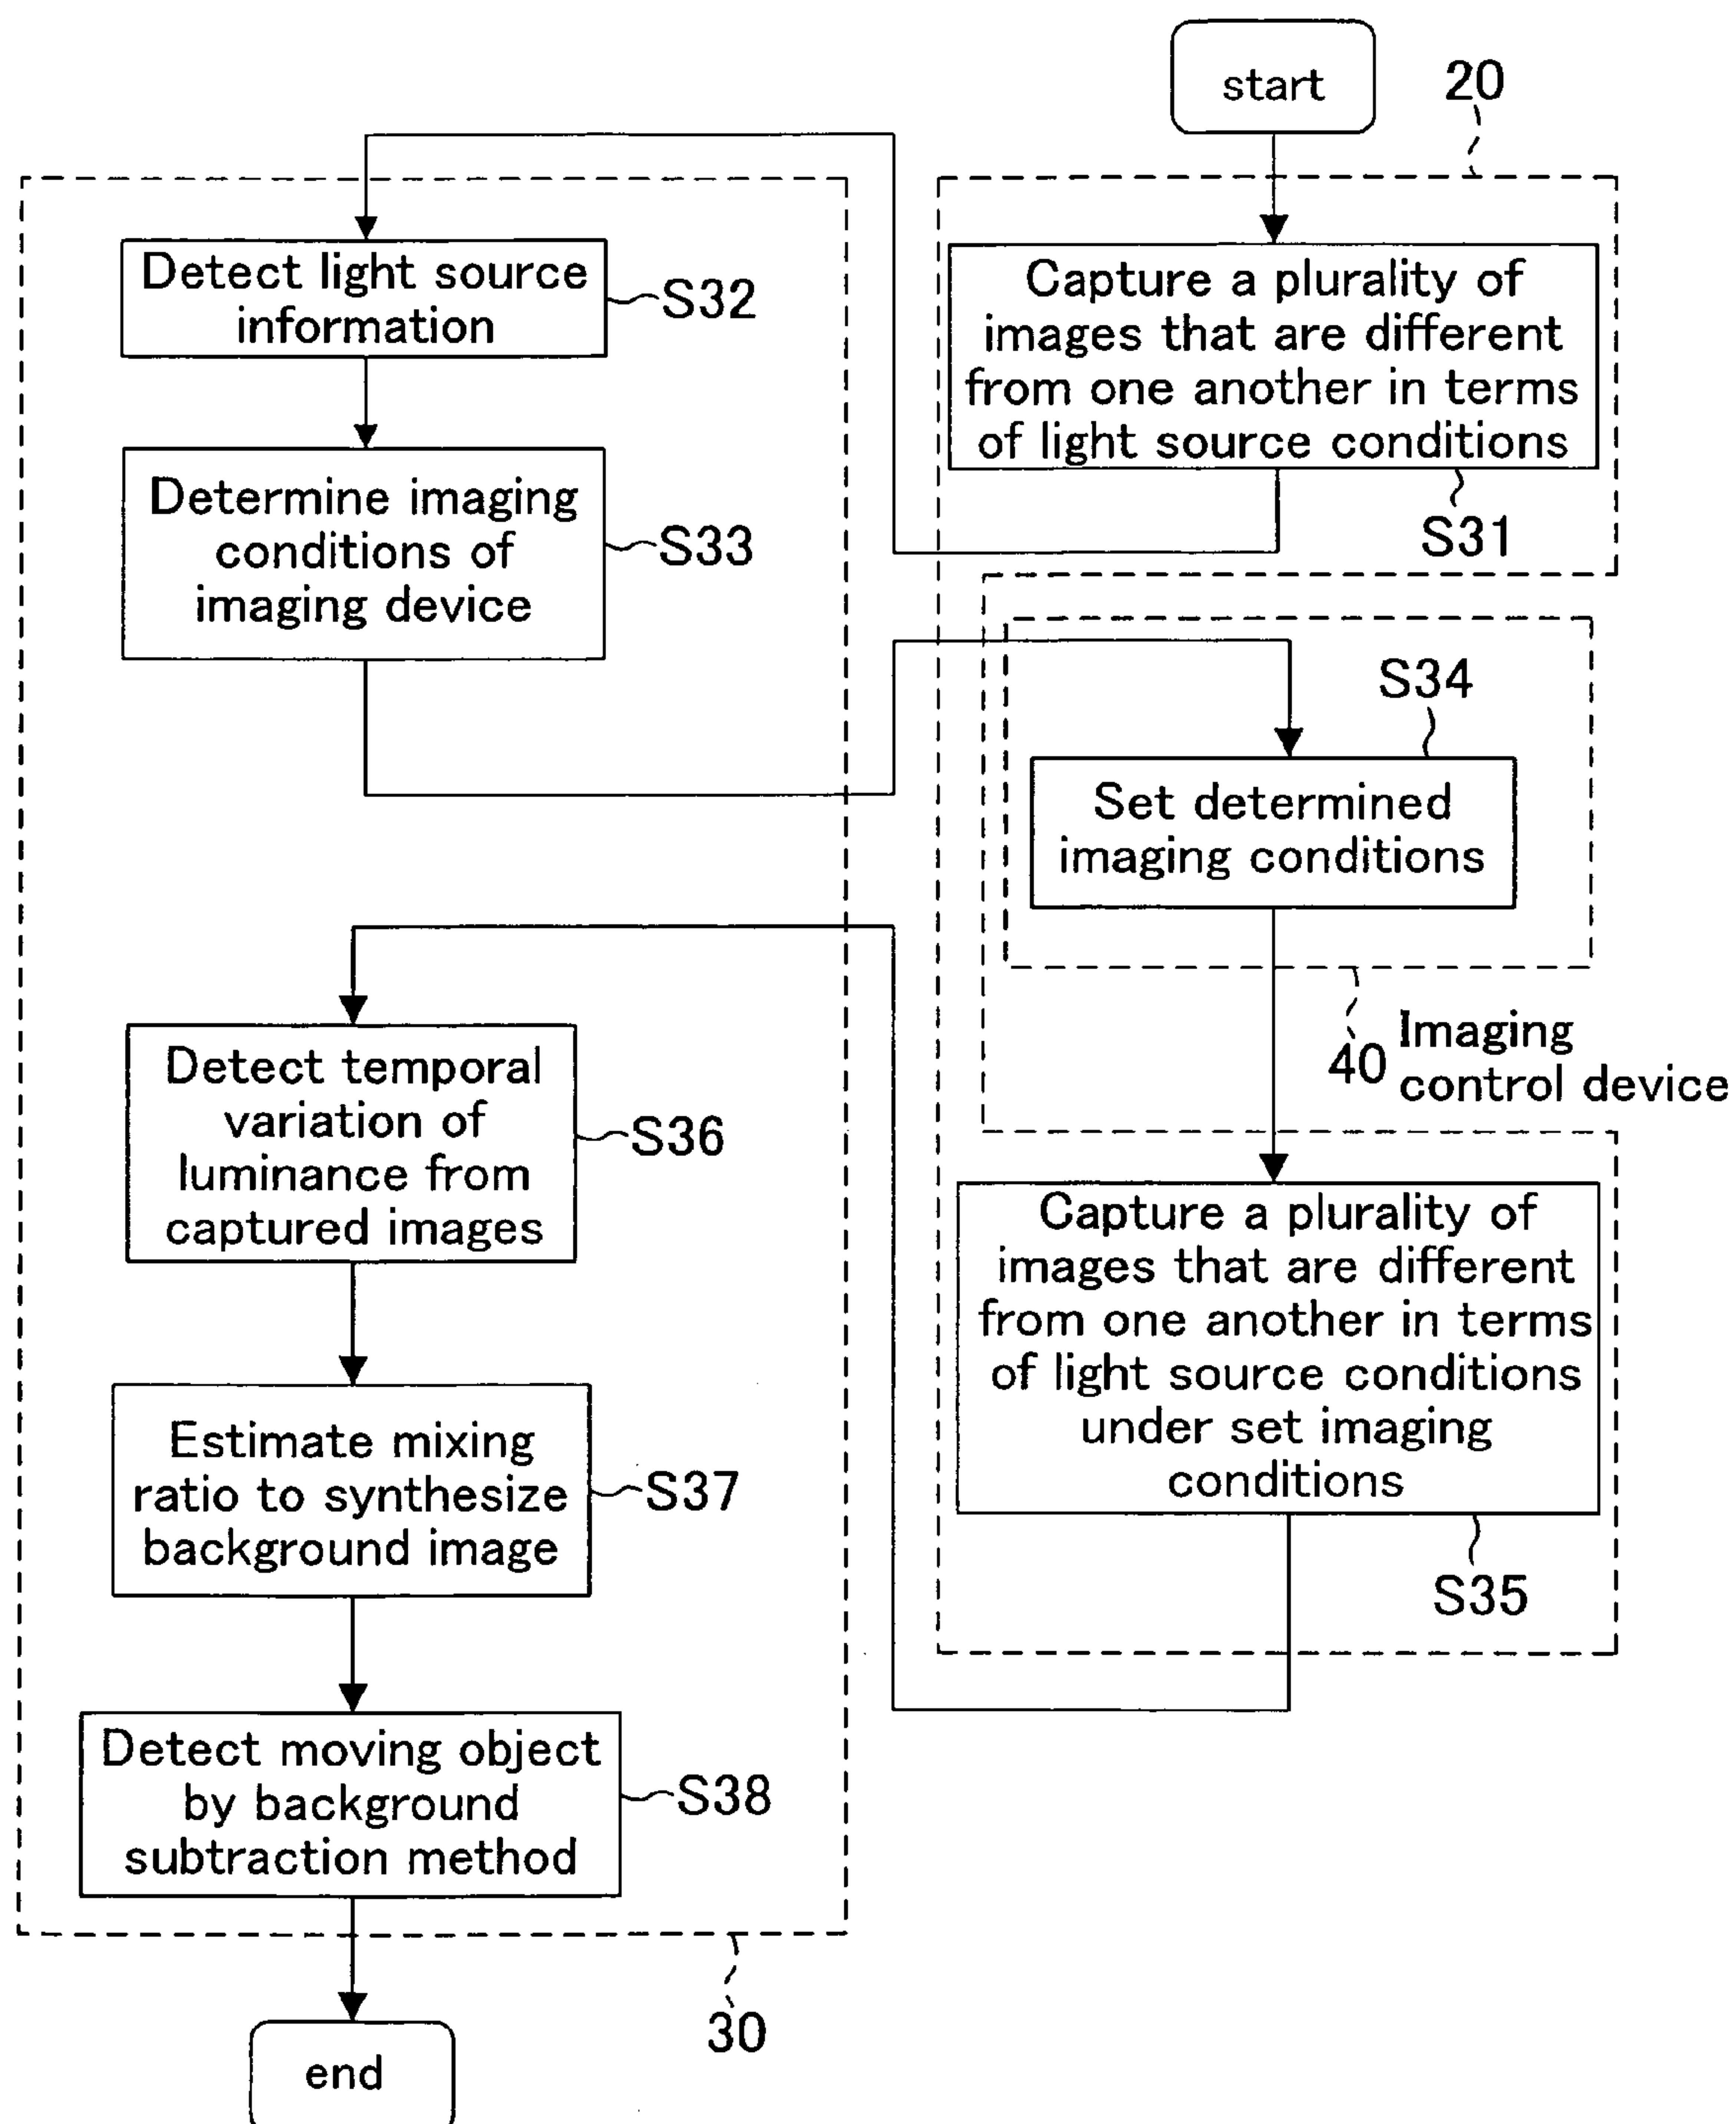 start
20
Capture a plurality of
images that are different
from one another in terms
of light source conditions
S31
Detect light source
information
S32
Determine imaging
conditions of
imaging device
S33
S34
Set determined
imaging conditions
40
Imaging
control device
Capture a plurality of
images that are different
from one another in terms
of light source conditions
under set imaging
conditions
S35
Detect temporal
variation of
luminance from
captured images
S36
Estimate mixing
ratio to synthesize
background image
S37
Detect moving object
by background
subtraction method
S38
30
end